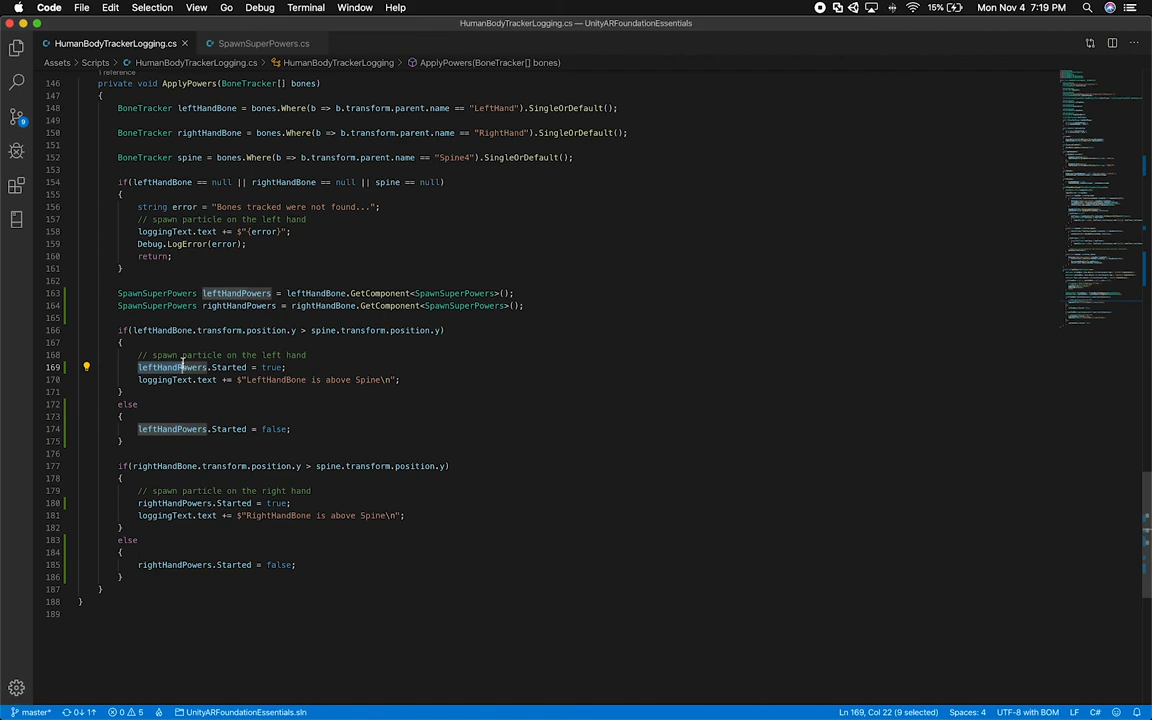 Code File Edit Selection View Go Debug Terminal Window Help 15% Mon Nov 4 7:19 PM
HumanBodyTrackerLogging.cs — UnityARFoundationEssentials
HumanBodyTrackerLogging.cs × SpawnSuperPowers.cs
Assets › Scripts › HumanBodyTrackerLogging.cs › HumanBodyTrackerLogging › ApplyPowers(BoneTracker[] bones)
1 reference
146 private void ApplyPowers(BoneTracker[] bones)
147 {
148 BoneTracker leftHandBone = bones.Where(b => b.transform.parent.name == "LeftHand").SingleOrDefault();
149
150 BoneTracker rightHandBone = bones.Where(b => b.transform.parent.name == "RightHand").SingleOrDefault();
151
152 BoneTracker spine = bones.Where(b => b.transform.parent.name == "Spine4").SingleOrDefault();
153
154 if(leftHandBone == null || rightHandBone == null || spine == null)
155 {
156 string error = "Bones tracked were not found...";
157 // spawn particle on the left hand
158 loggingText.text += $"{error}";
159 Debug.LogError(error);
160 return;
161 }
162
163 SpawnSuperPowers leftHandPowers = leftHandBone.GetComponent<SpawnSuperPowers>();
164 SpawnSuperPowers rightHandPowers = rightHandBone.GetComponent<SpawnSuperPowers>();
165
166 if(leftHandBone.transform.position.y > spine.transform.position.y)
167 {
168 // spawn particle on the left hand
169 leftHandPowers.Started = true;
170 loggingText.text += $"LeftHandBone is above Spine\n";
171 }
172 else
173 {
174 leftHandPowers.Started = false;
175 }
176
177 if(rightHandBone.transform.position.y > spine.transform.position.y)
178 {
179 // spawn particle on the right hand
180 rightHandPowers.Started = true;
181 loggingText.text += $"RightHandBone is above Spine\n";
182 }
183 else
184 {
185 rightHandPowers.Started = false;
186 }
187 }
188 }
189
9
master* 0↓ 1↑ 0 5 UnityARFoundationEssentials.sln Ln 169, Col 22 (9 selected) Spaces: 4 UTF-8 with BOM LF C#